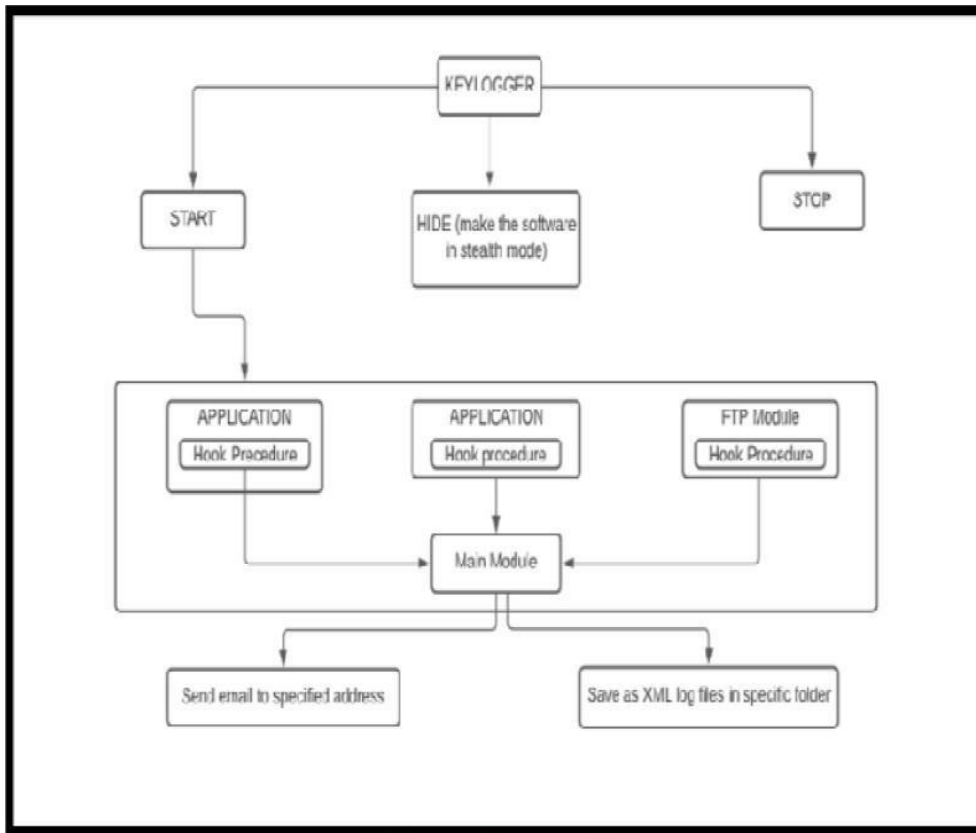 KEYLOGGER
START
HIDE (make the software
in stealth mode)
STOP
APPLICATION
Hook Precedure
APPLICATION
Hook procedure
FTP Module
Hook Procedure
Main Module
Send email to specified address
Save as XML log files in specific folder